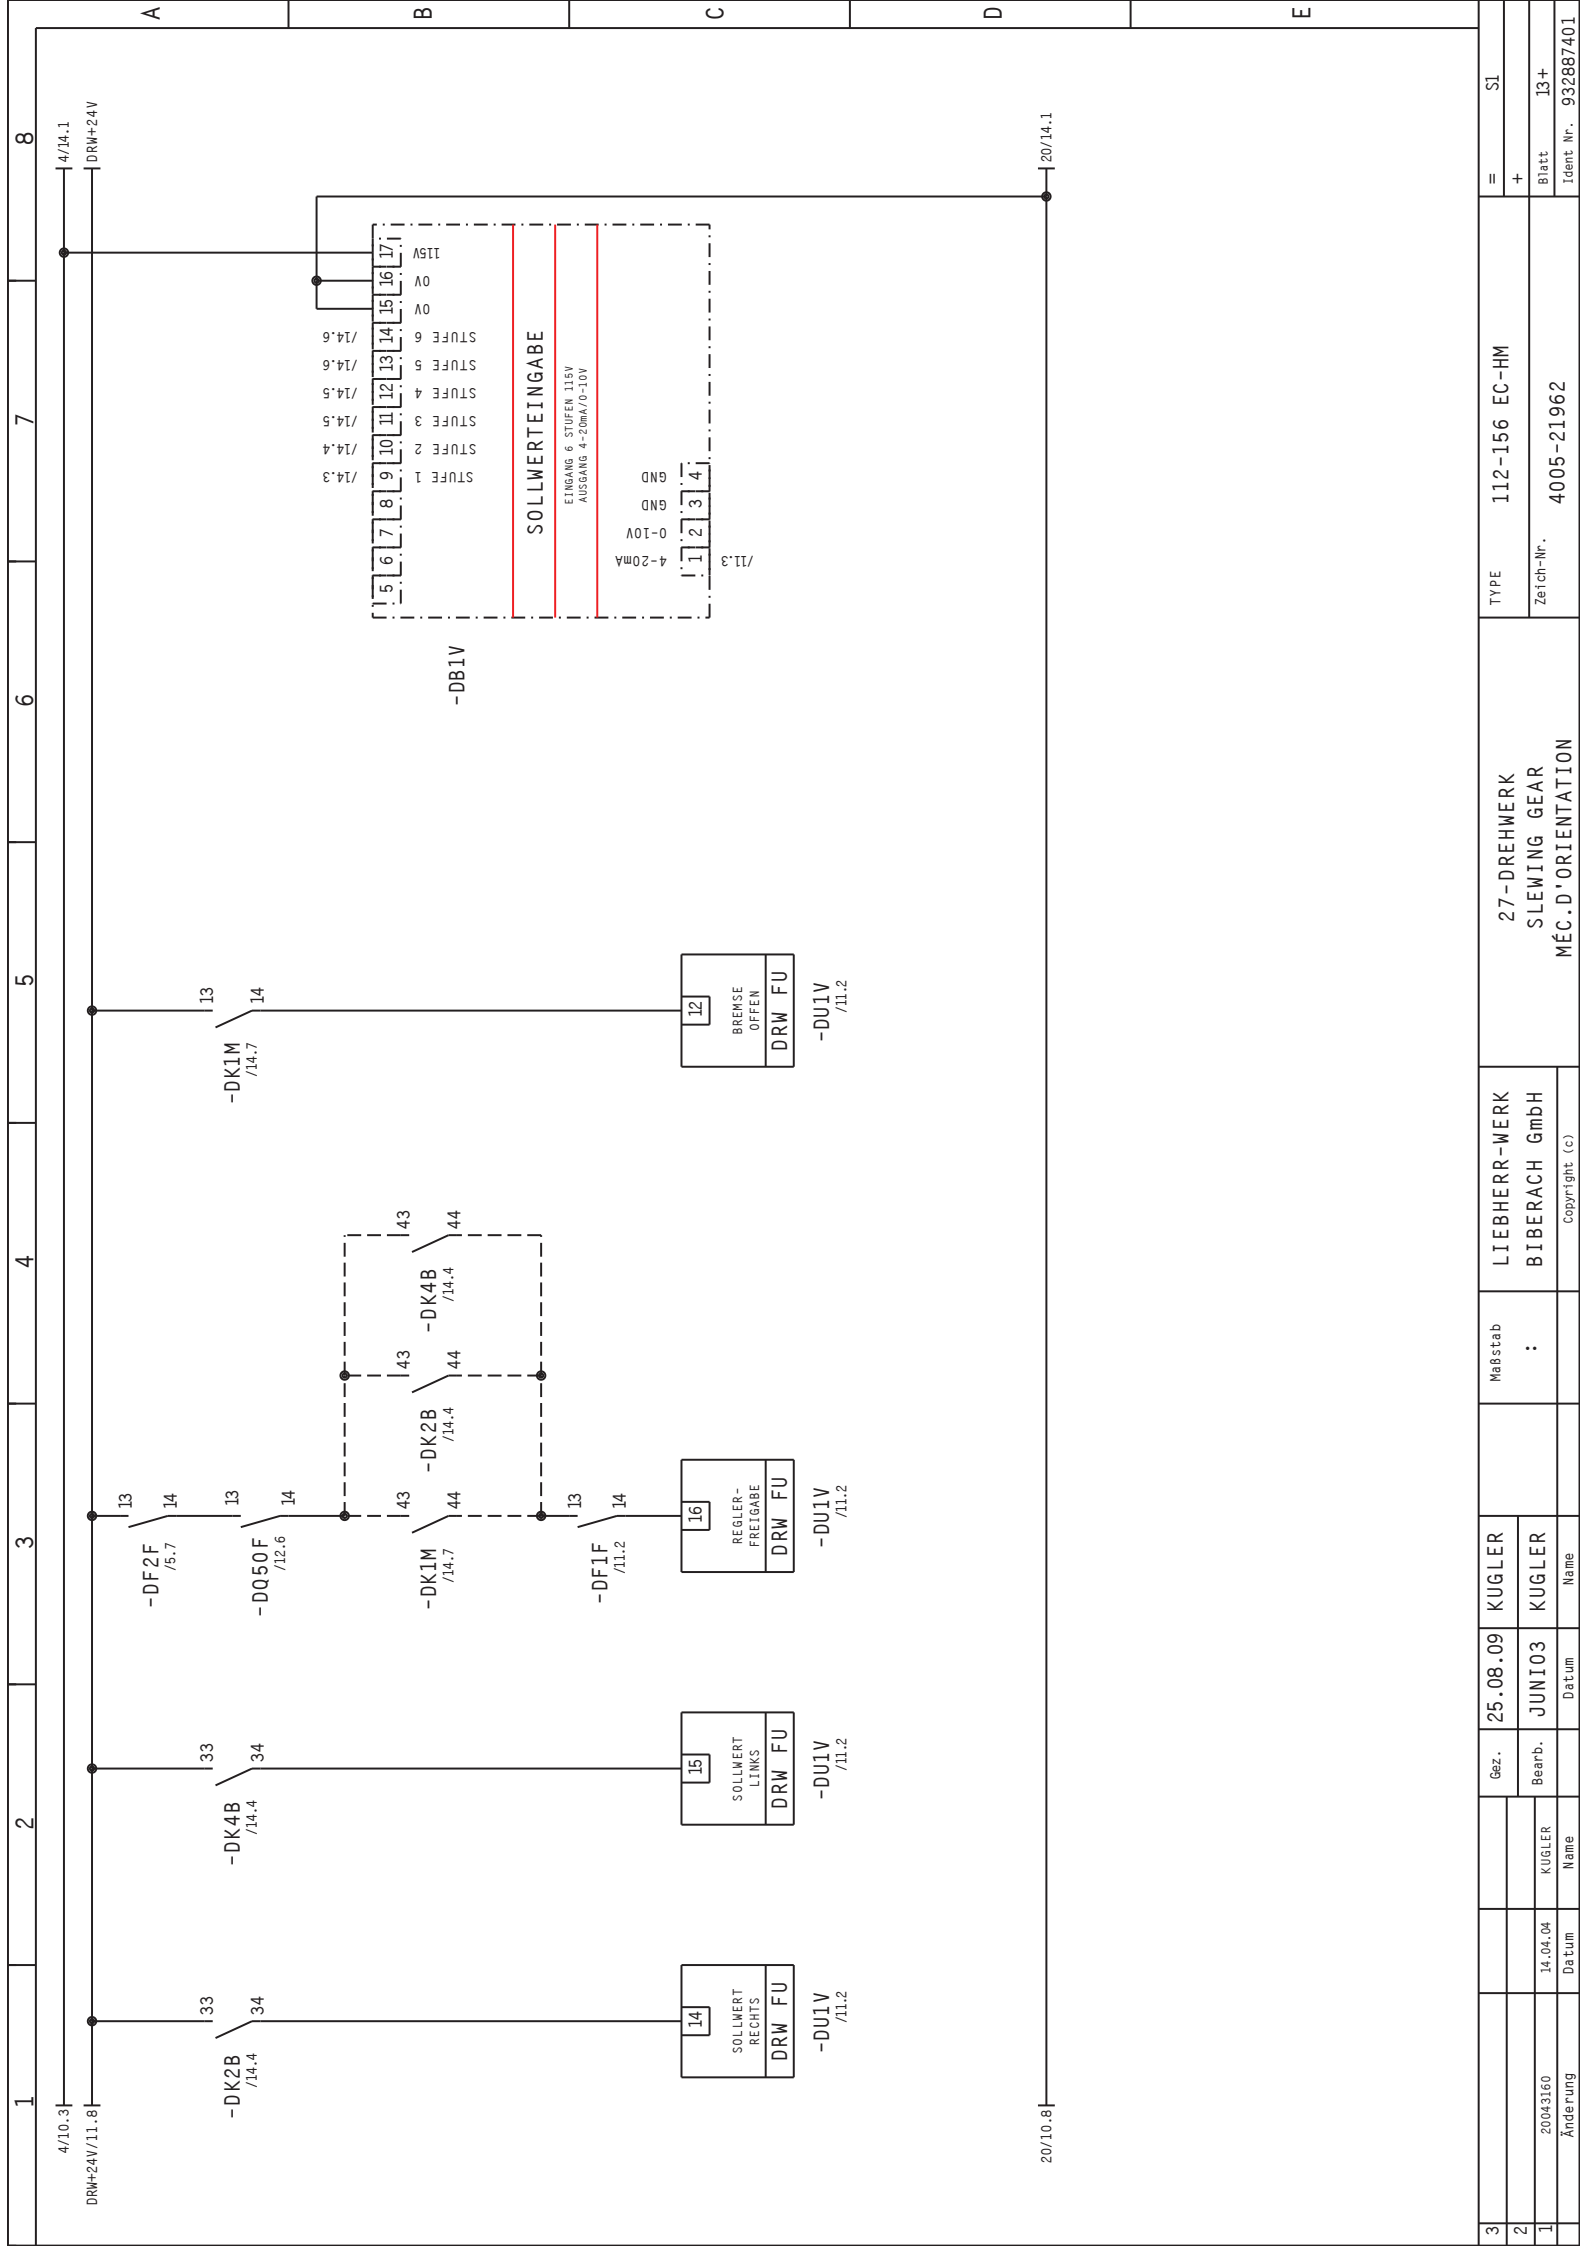 1 2 3 4 5 6 7 8
A
B
C
D
E
4/10.3
4/14.1
DRW+24V/11.8
DRW+24V
-DK2B
/14.4
33
34
14
SOLLWERT
RECHTS
DRW FU
-DU1V
/11.2
-DK4B
/14.4
33
34
15
SOLLWERT
LINKS
DRW FU
-DU1V
/11.2
-DF2F
/5.7
13
14
-DQ50F
/12.6
13
14
-DK1M
/14.7
43
44
-DK2B
/14.4
43
44
-DK4B
/14.4
43
44
-DF1F
/11.2
13
14
16
REGLER-
FREIGABE
DRW FU
-DU1V
/11.2
-DK1M
/14.7
13
14
12
BREMSE
OFFEN
DRW FU
-DU1V
/11.2
-DB1V
/14.3 /14.4 /14.5 /14.5 /14.6 /14.6
5 6 7 8 9 10 11 12 13 14 15 16 17
STUFE 1
STUFE 2
STUFE 3
STUFE 4
STUFE 5
STUFE 6
0V
0V
115V
SOLLWERTEINGABE
EINGANG 6 STUFEN 115V
AUSGANG 4-20mA/0-10V
4-20mA
0-10V
GND
GND
1 2 3 4
/11.3
20/10.8
20/14.1
3
2
1 20043160 14.04.04 KUGLER
Änderung Datum Name
Gez. 25.08.09 KUGLER
Bearb. JUNI03 KUGLER
Datum Name
Maßstab
:
LIEBHERR-WERK
BIBERACH GmbH
Copyright (c)
27-DREHWERK
SLEWING GEAR
MÉC.D'ORIENTATION
TYPE 112-156 EC-HM
Zeich-Nr.
4005-21962
= S1
+
Blatt 13+
Ident Nr. 932887401